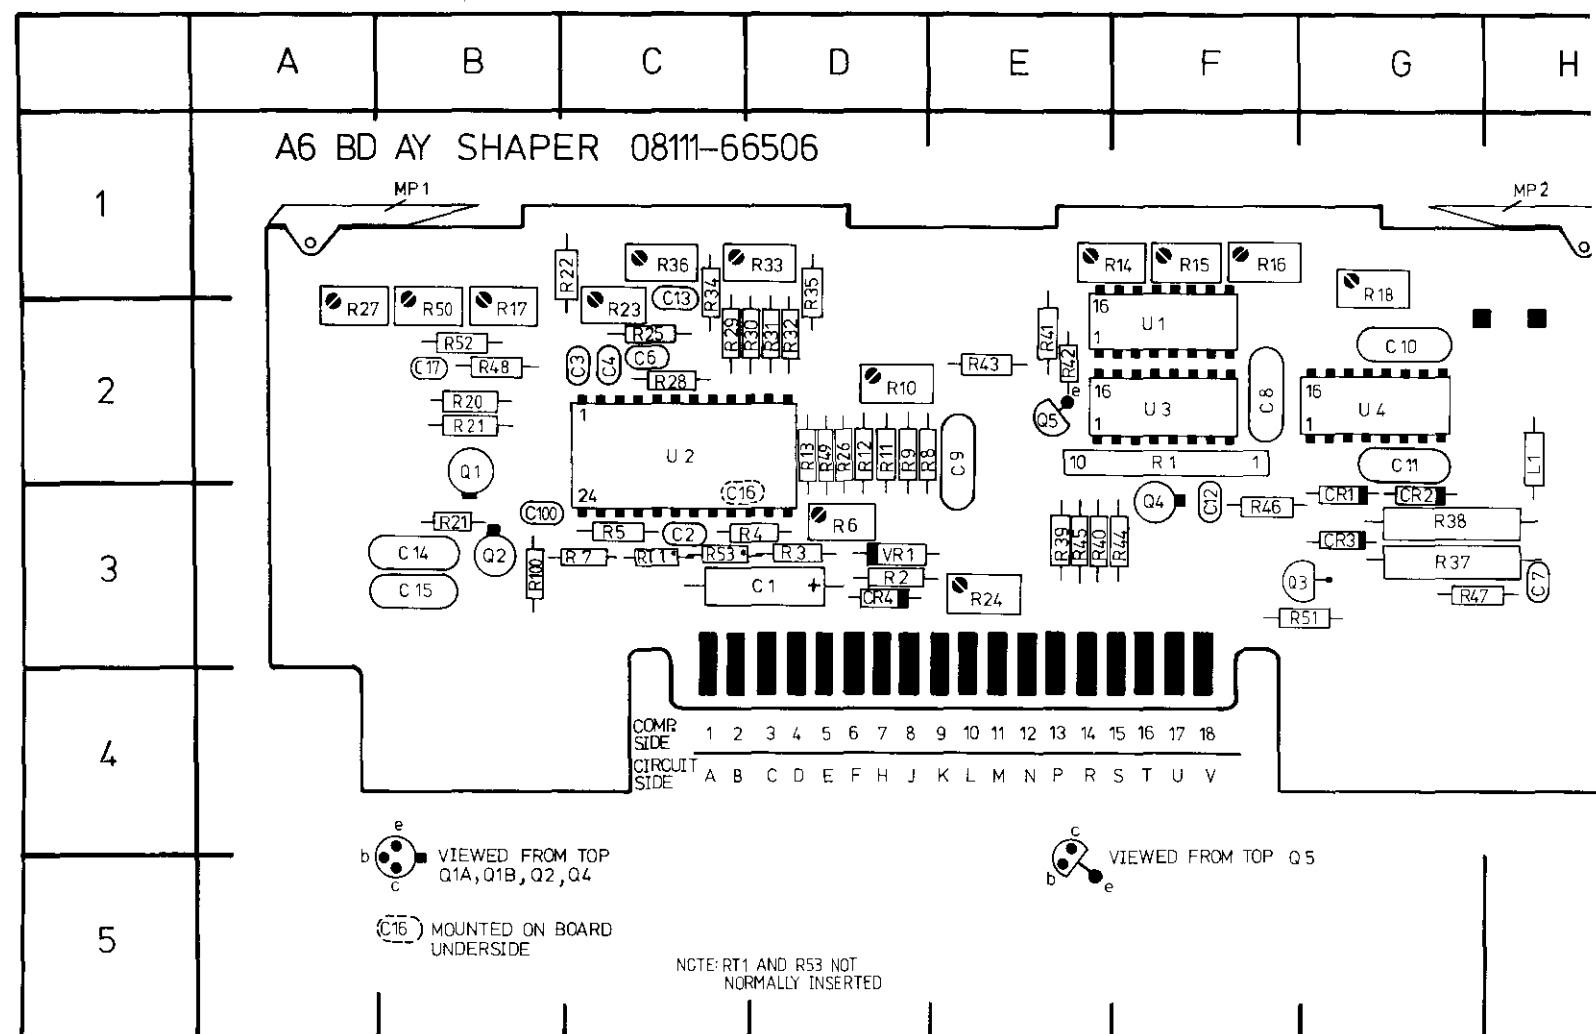 A B C D E F G H
A6 BD AY SHAPER 08111-66506
1
MP1
MP2
R22 R36 R34 R33 R35 R14 R15 R16 R18
R27 R50 R17 R23 C13 R29 R30 R31 R32 R41 16 U1 1
R52 R25 R42 C10
C17 R48 C3 C4 C6 R28 R43
2
R20 R10 e 16 U3 1 C8 16 U4 1
R21 1 Q5
Q1 U2 R13 R49 R26 R12 R11 R9 R8 C9 10 R1 1 C11 L1
24 C16 Q4 C12 R46 CR1 CR2
R21 C100 R5 C2 R4 R6 R39 R45 R40 R44 R38
C14 Q2 R100 R7 RT1 R53 R3 VR1 CR3 R37
3
C15 C1 + R2 CR4 R24 Q3 R47 C7
R51
COMP.
SIDE
1 2 3 4 5 6 7 8 9 10 11 12 13 14 15 16 17 18
4
CIRCUIT
SIDE
A B C D E F H J K L M N P R S T U V
e
b
c
VIEWED FROM TOP
Q1A,Q1B,Q2,Q4
c
b
e
VIEWED FROM TOP Q5
5
C16 MOUNTED ON BOARD
UNDERSIDE
NOTE: RT1 AND R53 NOT
NORMALLY INSERTED